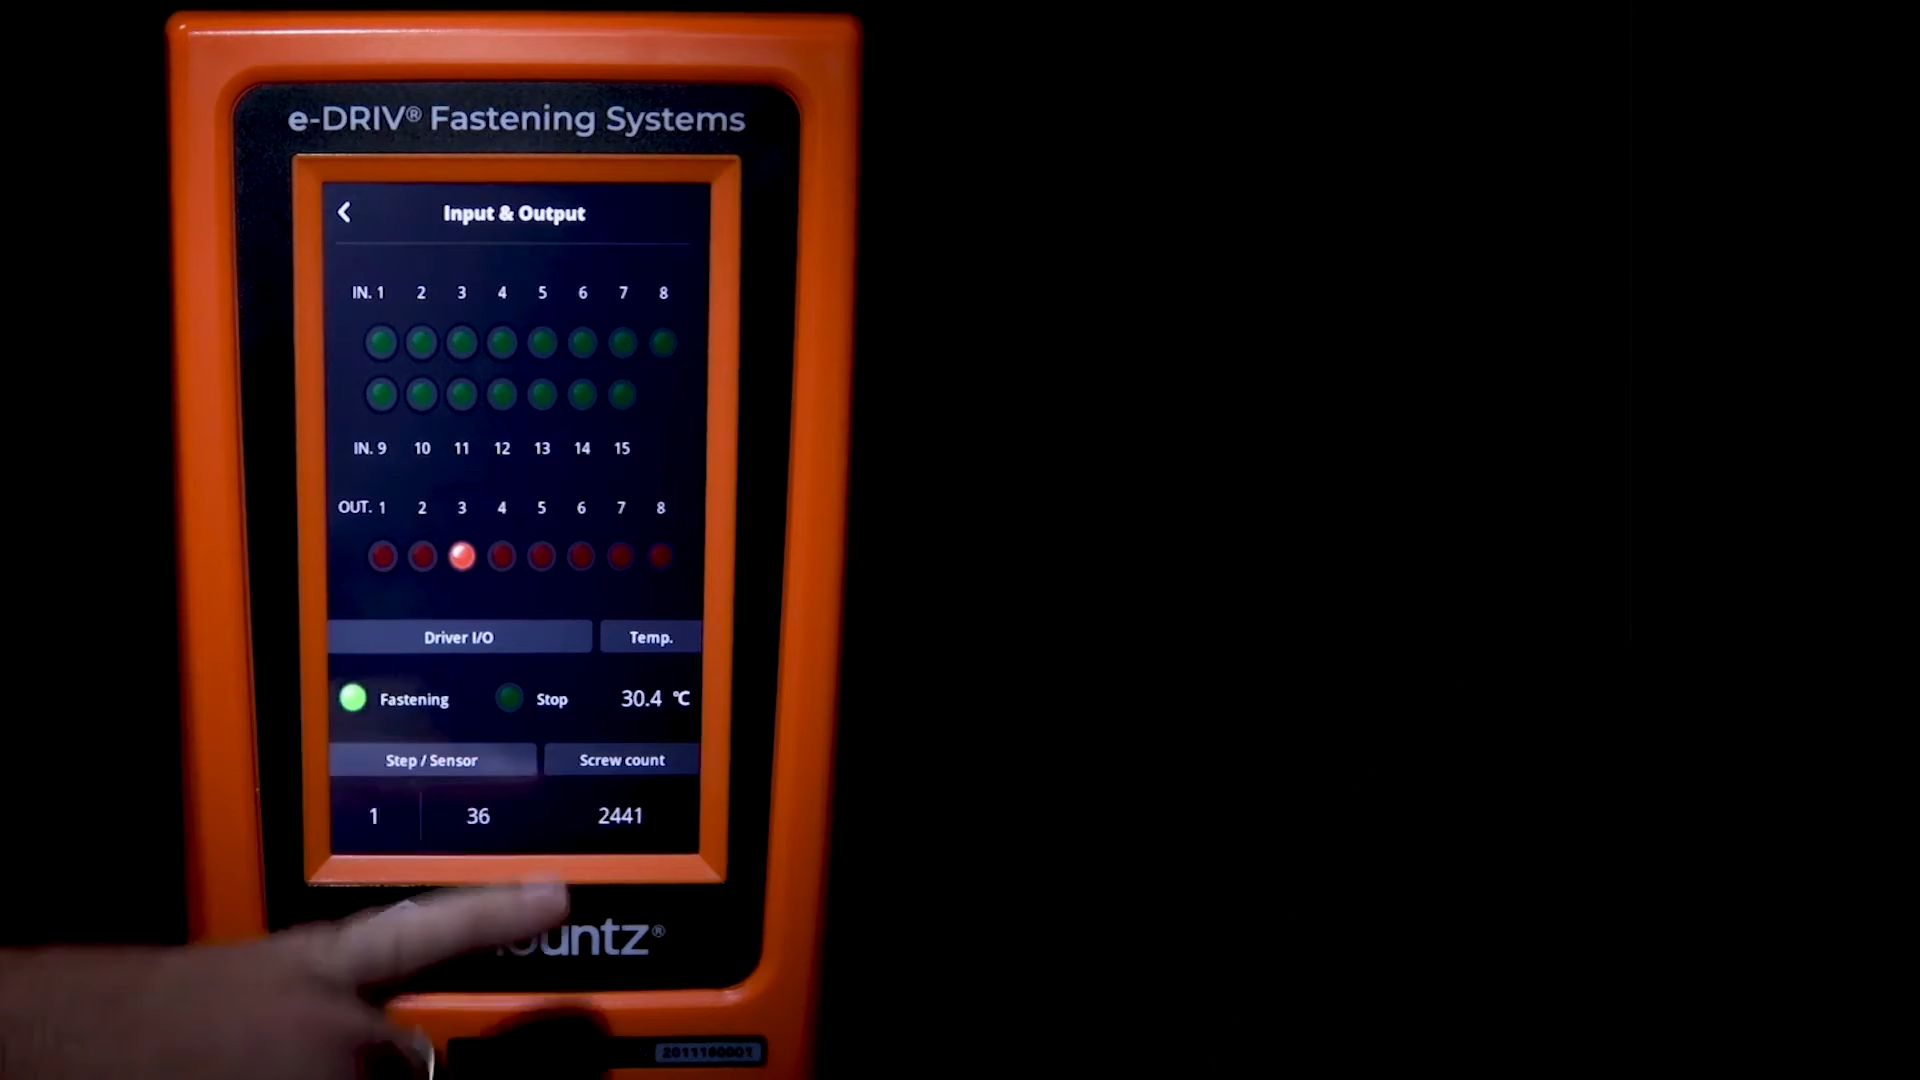 e-DRIV® Fastening Systems
Input & Output
IN. 1 2 3 4 5 6 7 8
IN. 9 10 11 12 13 14 15
OUT. 1 2 3 4 5 6 7 8
Driver I/O Temp.
Fastening Stop 30.4 ℃
Step / Sensor Screw count
1 36 2441
ountz®
2011160001